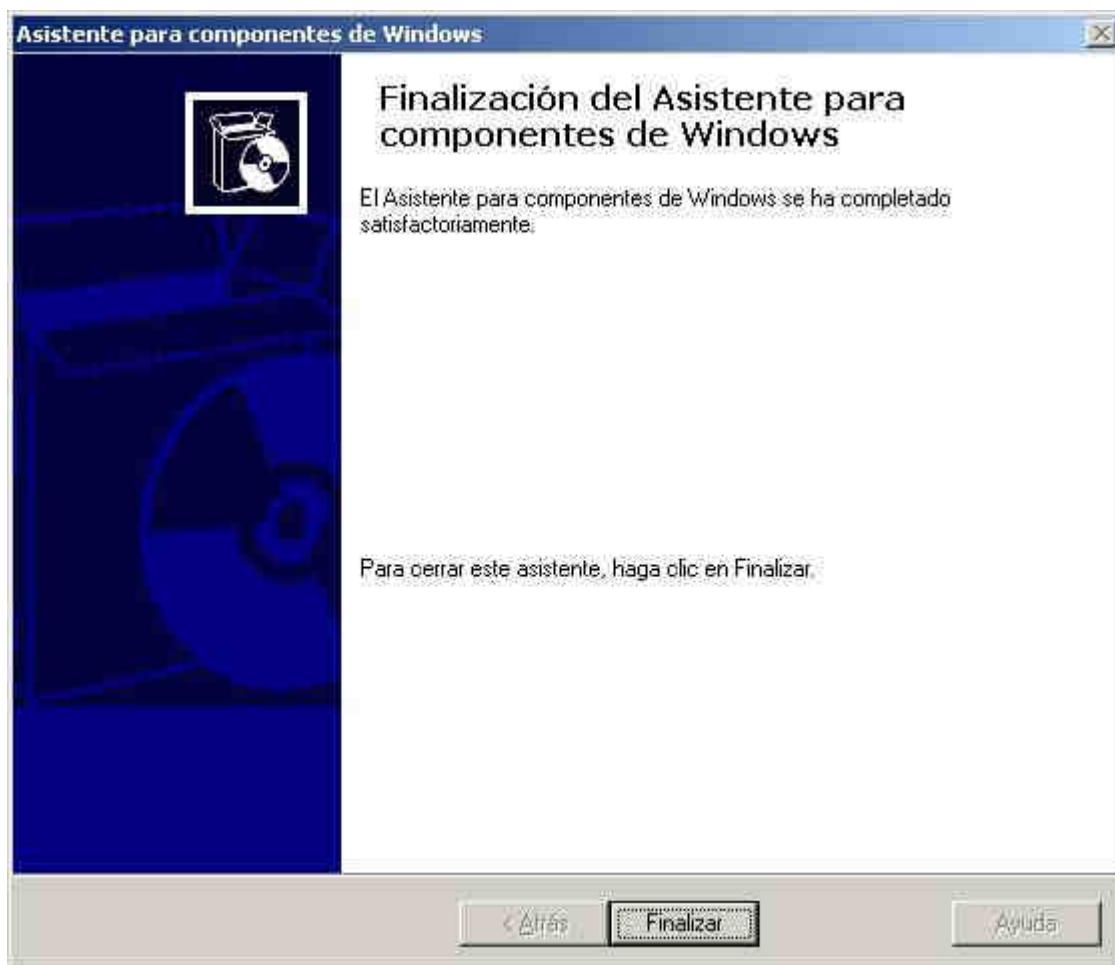 Asistente para componentes de Windows
Finalización del Asistente para
componentes de Windows
El Asistente para componentes de Windows se ha completado
satisfactoriamente.
Para cerrar este asistente, haga clic en Finalizar.
< Atrás
Finalizar
Ayuda